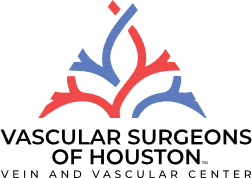 VASCULAR SURGEONS
OF HOUSTON™
VEIN AND VASCULAR CENTER